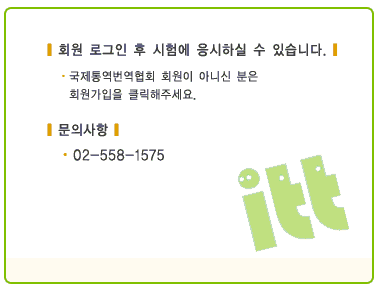 회원 로그인 후 시험에 응시하실 수 있습니다.
· 국제통역번역협회 회원이 아니신 분은
회원가입을 클릭해주세요.
문의사항
· 02-558-1575
itt